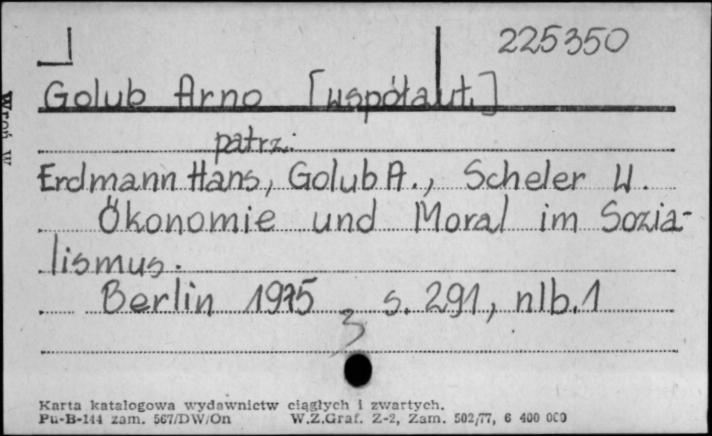 225350
Golub Arno [współaut.]
patrz:
Erdmann Hans, Golub A., Scheler W.
Ökonomie und Moral im Sozia-
lismus.
Berlin 1975 s. 291, nlb. 1
3
Karta katalogowa wydawnictw ciągłych i zwartych.
Pu-B-144 zam. 567/DW/On W.Z.Graf. Z-2, Zam. 502/77, 6 400 000